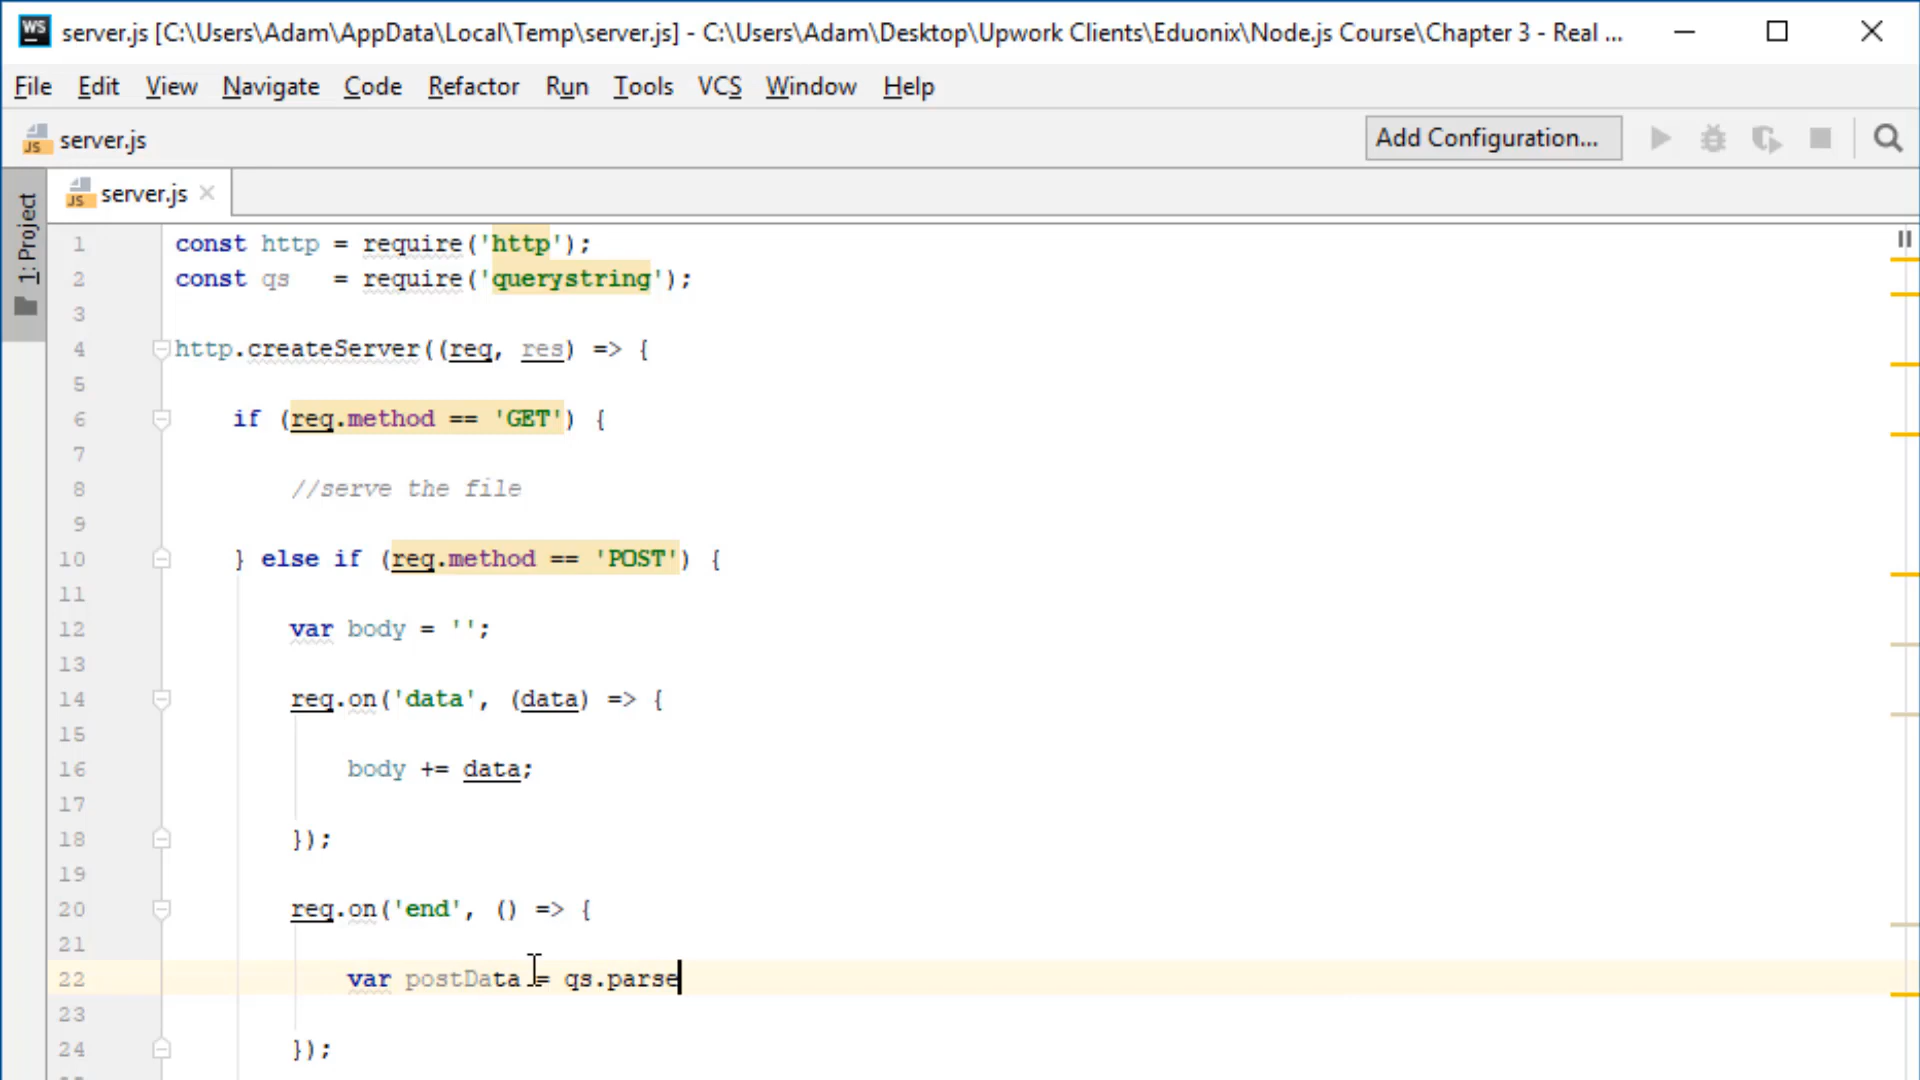 WS server.js [C:\Users\Adam\AppData\Local\Temp\server.js] - C:\Users\Adam\Desktop\Upwork Clients\Eduonix\Node.js Course\Chapter 3 - Real ...
File Edit View Navigate Code Refactor Run Tools VCS Window Help
JS server.js Add Configuration...
1: Project
JS server.js
1 const http = require('http');
2 const qs   = require('querystring');
3
4 http.createServer((req, res) => {
5
6     if (req.method == 'GET') {
7
8         //serve the file
9
10     } else if (req.method == 'POST') {
11
12         var body = '';
13
14         req.on('data', (data) => {
15
16             body += data;
17
18         });
19
20         req.on('end', () => {
21
22             var postData = qs.parse
23
24         });